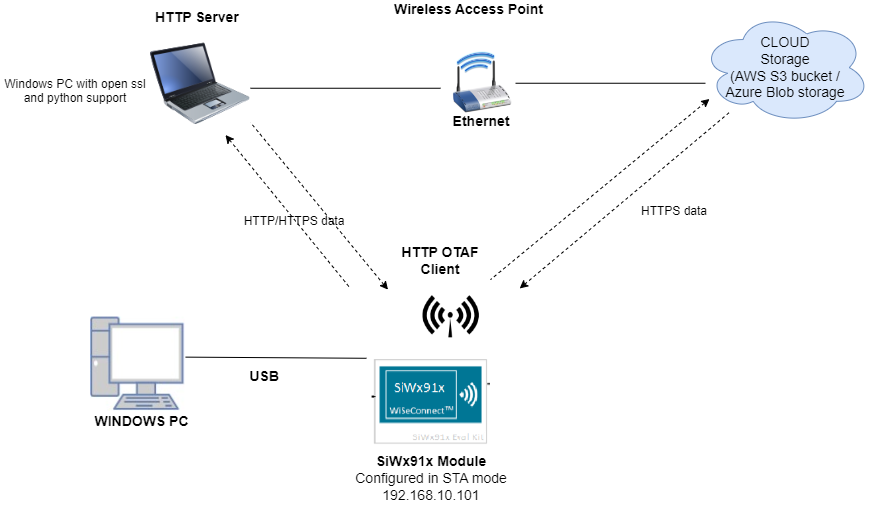 HTTP Server
Wireless Access Point
CLOUD
Storage
(AWS S3 bucket /
Azure Blob storage
Windows PC with open ssl
and python support
Ethernet
HTTP/HTTPS data
HTTPS data
HTTP OTAF
Client
USB
WINDOWS PC
SiWx91x
WiSeConnect™
SiWx91x Eval Kit
SiWx91x Module
Configured in STA mode
192.168.10.101